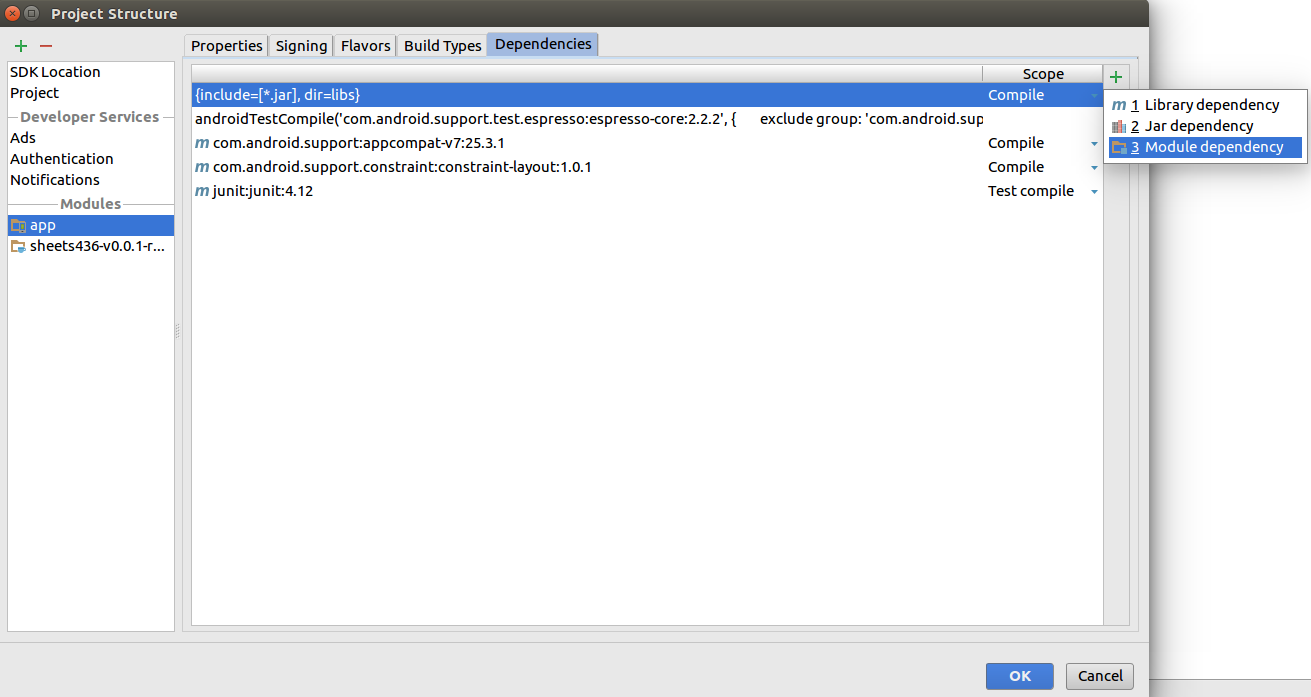 Project Structure
Properties
Signing
Flavors
Build Types
Dependencies
SDK Location
Project
Developer Services
Ads
Authentication
Notifications
Modules
app
sheets436-v0.0.1-r...
Scope
{include=[*.jar], dir=libs} Compile
androidTestCompile('com.android.support.test.espresso:espresso-core:2.2.2', { exclude group: 'com.android.sup
m com.android.support:appcompat-v7:25.3.1 Compile
m com.android.support.constraint:constraint-layout:1.0.1 Compile
m junit:junit:4.12 Test compile
m 1 Library dependency
2 Jar dependency
3 Module dependency
OK
Cancel